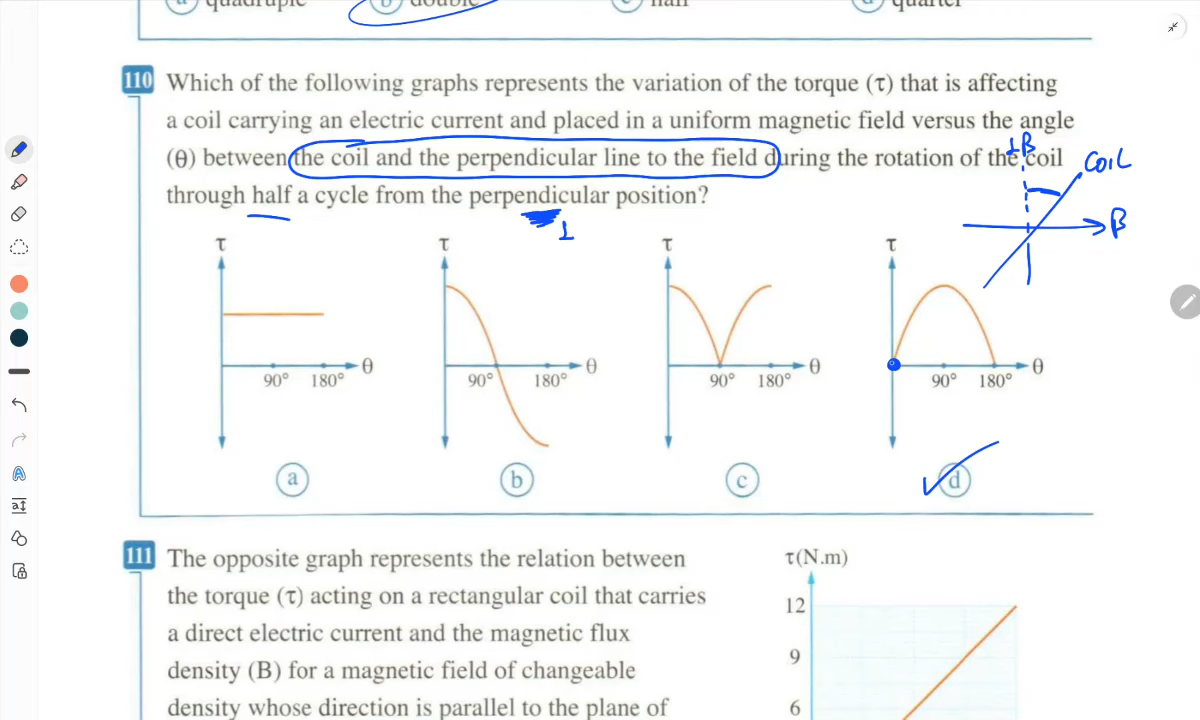 a quadruple b double c half d quarter
110 Which of the following graphs represents the variation of the torque (τ) that is affecting
a coil carrying an electric current and placed in a uniform magnetic field versus the angle
(θ) between the coil and the perpendicular line to the field during the rotation of the coil
through half a cycle from the perpendicular position?
⊥B
COIL
B
⊥
τ τ τ τ
θ θ θ θ
90° 180° 90° 180° 90° 180° 90° 180°
a b c d
111 The opposite graph represents the relation between
the torque (τ) acting on a rectangular coil that carries
a direct electric current and the magnetic flux
density (B) for a magnetic field of changeable
density whose direction is parallel to the plane of
τ(N.m)
12
9
6